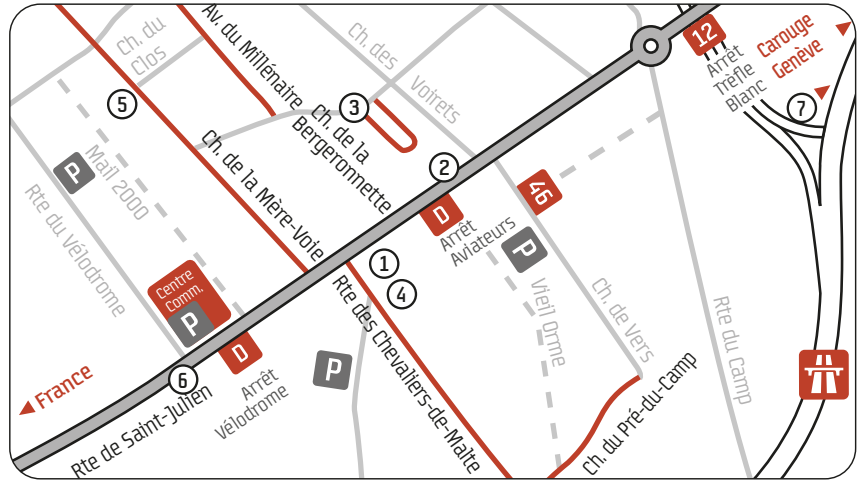 Ch. du
Clos
Av. du Millénaire
Ch. des
Voirets
12
Arrêt
Trèfle
Blanc
Carouge
Genève
7
5
3
Ch. de la
Bergeronnette
Ch. de la Mère-Voie
2
P
Mail 2000
Rte du Vélodrome
D
Arrêt
Aviateurs
46
P
1
4
Centre
Comm.
P
D
Arrêt
Vélodrome
6
P
France
Rte de Saint-Julien
Rte des Chevaliers-de-Malte
Vieil Orme
Ch. de Vers
Ch. du Pré-du-Camp
Rte du Camp